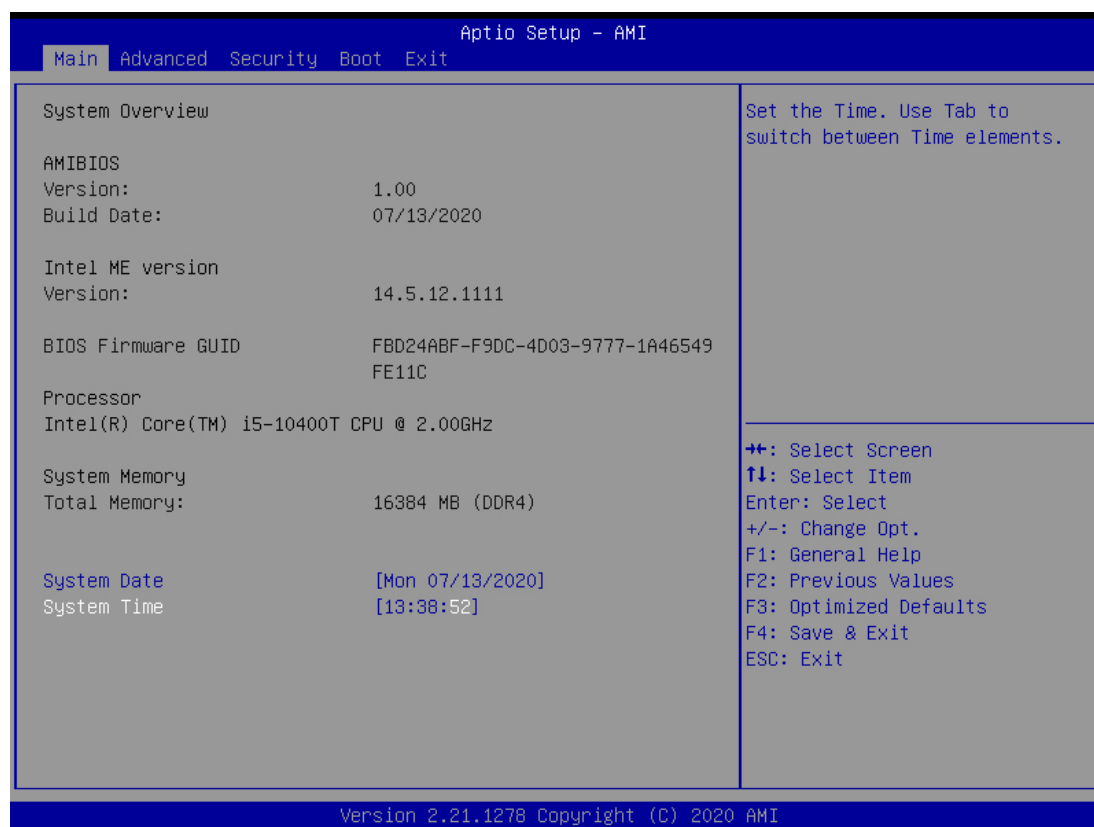 Aptio Setup – AMI
Main Advanced Security Boot Exit
System Overview
AMIBIOS
Version: 1.00
Build Date: 07/13/2020
Intel ME version
Version: 14.5.12.1111
BIOS Firmware GUID FBD24ABF-F9DC-4D03-9777-1A46549
FE11C
Processor
Intel(R) Core(TM) i5-10400T CPU @ 2.00GHz
System Memory
Total Memory: 16384 MB (DDR4)
System Date [Mon 07/13/2020]
System Time [13:38:52]
Set the Time. Use Tab to
switch between Time elements.
→←: Select Screen
↑↓: Select Item
Enter: Select
+/-: Change Opt.
F1: General Help
F2: Previous Values
F3: Optimized Defaults
F4: Save & Exit
ESC: Exit
Version 2.21.1278 Copyright (C) 2020 AMI